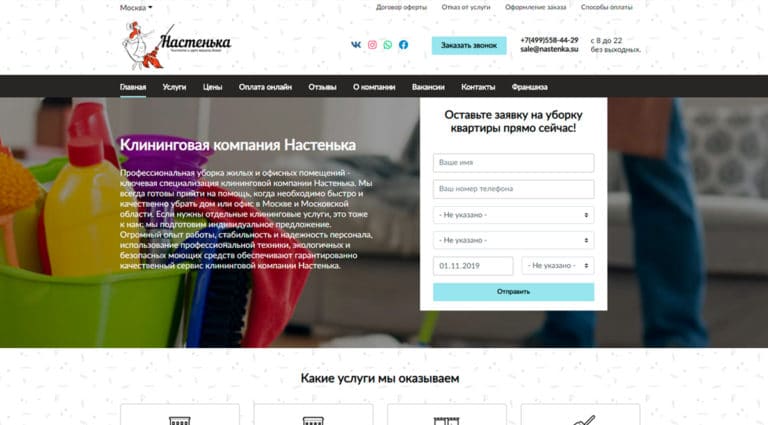 Москва
Договор оферты Отказ от услуги Оформление заказа Способы оплаты
Настенька
Заказать звонок
+7(499)558-44-29
sale@nastenka.su
с 8 до 22
без выходных.
Главная Услуги Цены Оплата онлайн Отзывы О компании Вакансии Контакты Франшиза
Клининговая компания Настенька
Профессиональная уборка жилых и офисных помещений -
ключевая специализация клининговой компании Настенька. Мы
всегда готовы прийти на помощь, когда необходимо быстро и
качественно убрать дом или офис в Москве и Московской
области. Если нужны отдельные клининговые услуги, это тоже
к нам: мы подготовим индивидуальное предложение.
Огромный опыт работы, стабильность и надежность персонала,
использование профессиональной техники, экологичных и
безопасных моющих средств обеспечивают гарантированно
качественный сервис клининговой компании Настенька.
Оставьте заявку на уборку
квартиры прямо сейчас!
Ваше имя
Ваш номер телефона
- Не указано -
- Не указано -
01.11.2019 - Не указано -
Отправить
Какие услуги мы оказываем